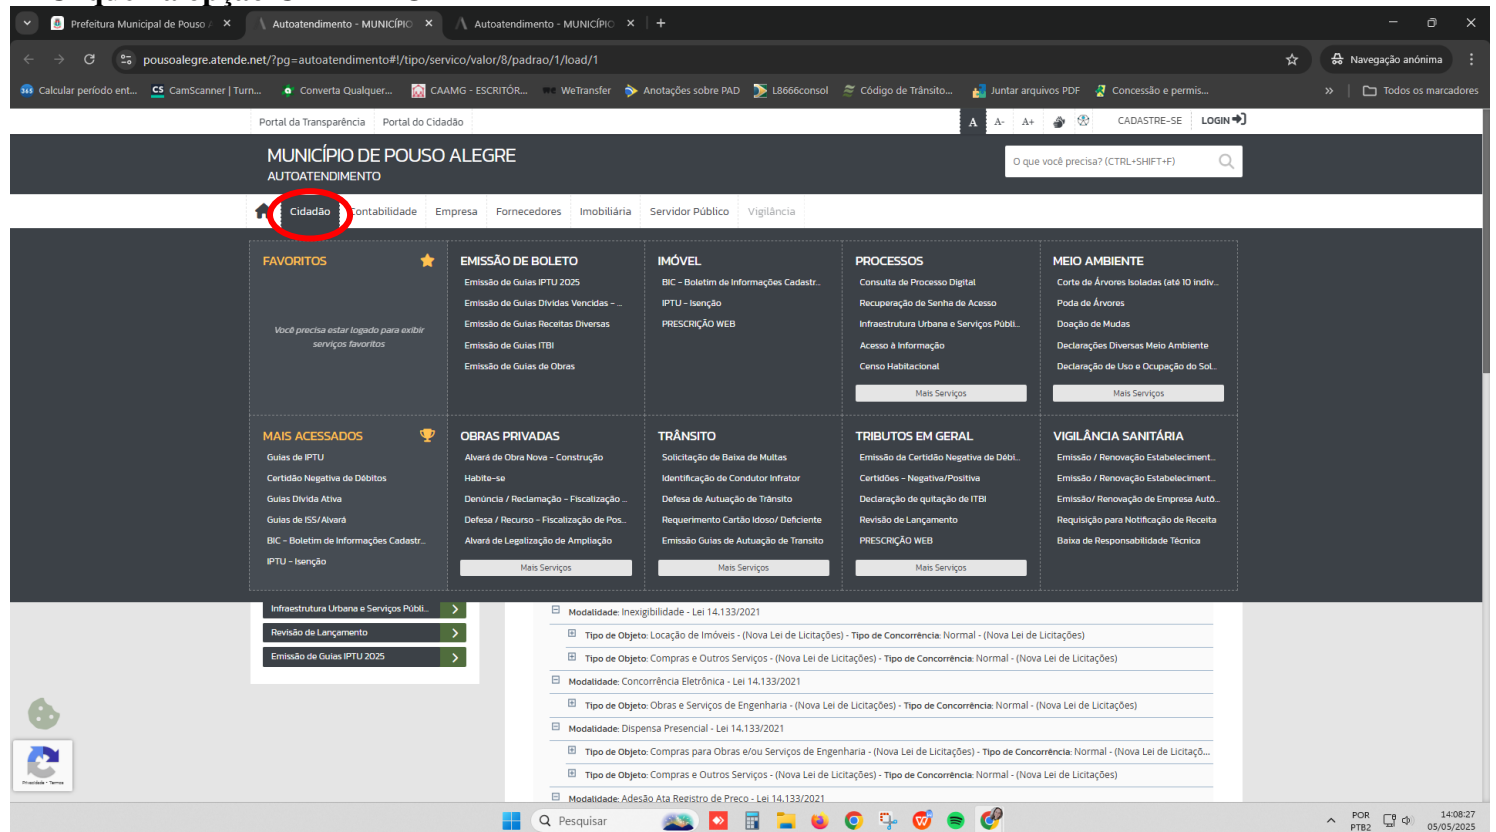 Prefeitura Municipal de Pouso A
Autoatendimento - MUNICÍPIO
Autoatendimento - MUNICÍPIO
pousoalegre.atende.net/?pg=autoatendimento#!/tipo/servico/valor/8/padrao/1/load/1
Navegação anónima
Calcular período ent...
CS CamScanner | Turn...
Converta Qualquer...
CAAMG - ESCRITÓR...
WeTransfer
Anotações sobre PAD
L8666consol
Código de Trânsito...
Juntar arquivos PDF
Concessão e permis...
Todos os marcadores
Portal da Transparência
Portal do Cidadão
A A- A+
CADASTRE-SE
LOGIN
MUNICÍPIO DE POUSO ALEGRE
AUTOATENDIMENTO
O que você precisa? (CTRL+SHIFT+F)
Cidadão
Contabilidade
Empresa
Fornecedores
Imobiliária
Servidor Público
Vigilância
FAVORITOS
Você precisa estar logado para exibir
serviços favoritos
EMISSÃO DE BOLETO
Emissão de Guias IPTU 2025
Emissão de Guias Dívidas Vencidas - ...
Emissão de Guias Receitas Diversas
Emissão de Guias ITBI
Emissão de Guias de Obras
IMÓVEL
BIC - Boletim de Informações Cadastr...
IPTU - Isenção
PRESCRIÇÃO WEB
PROCESSOS
Consulta de Processo Digital
Recuperação de Senha de Acesso
Infraestrutura Urbana e Serviços Públi...
Acesso à Informação
Censo Habitacional
Mais Serviços
MEIO AMBIENTE
Corte de Árvores Isoladas (até 10 indiv...
Poda de Árvores
Doação de Mudas
Declarações Diversas Meio Ambiente
Declaração de Uso e Ocupação do Sol...
Mais Serviços
MAIS ACESSADOS
Guias de IPTU
Certidão Negativa de Débitos
Guias Dívida Ativa
Guias de ISS/Alvará
BIC - Boletim de Informações Cadastr...
IPTU - Isenção
OBRAS PRIVADAS
Alvará de Obra Nova - Construção
Habite-se
Denúncia / Reclamação - Fiscalização ...
Defesa / Recurso - Fiscalização de Pos...
Alvará de Legalização de Ampliação
Mais Serviços
TRÂNSITO
Solicitação de Baixa de Multas
Identificação de Condutor Infrator
Defesa de Autuação de Trânsito
Requerimento Cartão Idoso/ Deficiente
Emissão Guias de Autuação de Transito
Mais Serviços
TRIBUTOS EM GERAL
Emissão da Certidão Negativa de Débi...
Certidões - Negativa/Positiva
Declaração de quitação de ITBI
Revisão de Lançamento
PRESCRIÇÃO WEB
Mais Serviços
VIGILÂNCIA SANITÁRIA
Emissão / Renovação Estabeleciment...
Emissão / Renovação Estabeleciment...
Emissão/ Renovação de Empresa Autô...
Requisição para Notificação de Receita
Baixa de Responsabilidade Técnica
Infraestrutura Urbana e Serviços Públi...
Revisão de Lançamento
Emissão de Guias IPTU 2025
Modalidade: Inexigibilidade - Lei 14.133/2021
Tipo de Objeto: Locação de Imóveis - (Nova Lei de Licitações) - Tipo de Concorrência: Normal - (Nova Lei de Licitações)
Tipo de Objeto: Compras e Outros Serviços - (Nova Lei de Licitações) - Tipo de Concorrência: Normal - (Nova Lei de Licitações)
Modalidade: Concorrência Eletrônica - Lei 14.133/2021
Tipo de Objeto: Obras e Serviços de Engenharia - (Nova Lei de Licitações) - Tipo de Concorrência: Normal - (Nova Lei de Licitações)
Modalidade: Dispensa Presencial - Lei 14.133/2021
Tipo de Objeto: Compras para Obras e/ou Serviços de Engenharia - (Nova Lei de Licitações) - Tipo de Concorrência: Normal - (Nova Lei de Licitaçõ...
Tipo de Objeto: Compras e Outros Serviços - (Nova Lei de Licitações) - Tipo de Concorrência: Normal - (Nova Lei de Licitações)
Modalidade: Adesão Ata Registro de Preço - Lei 14.133/2021
Privacidade - Termos
Pesquisar
POR
PTB2
14:08:27
05/05/2025